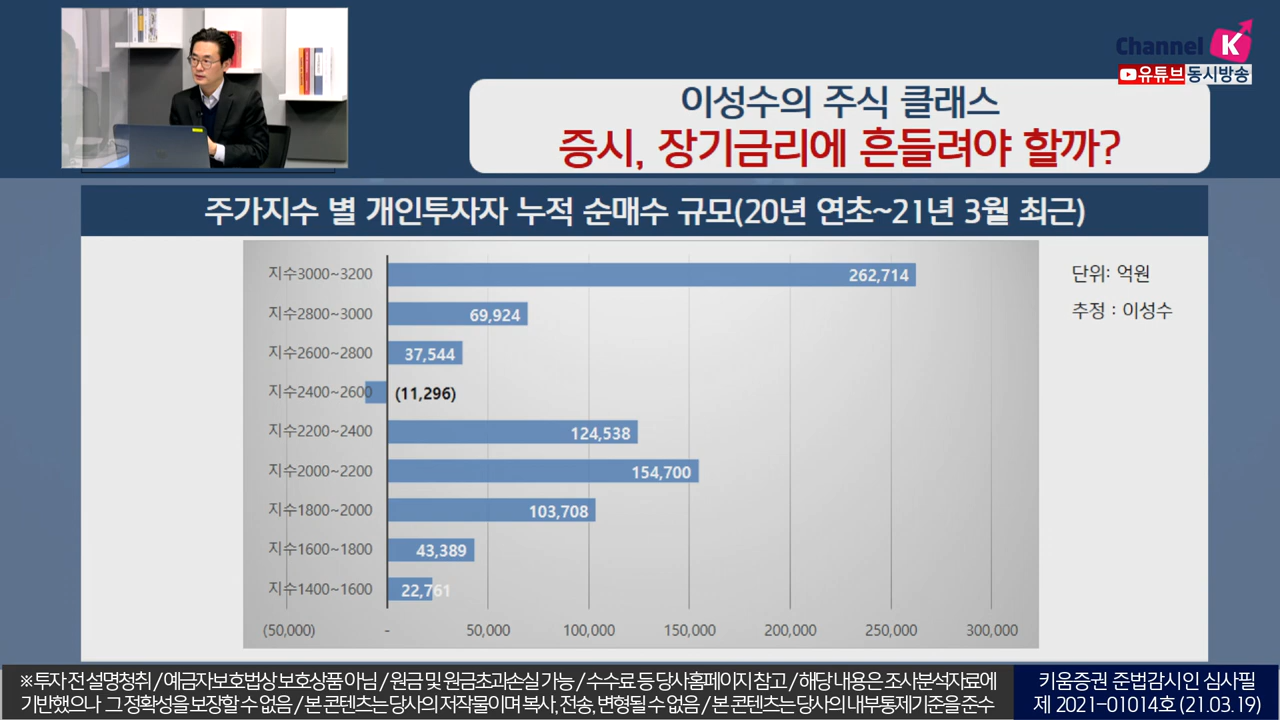 Channel K
유튜브동시방송
이성수의 주식 클래스
증시, 장기금리에 흔들려야 할까?
주가지수 별 개인투자자 누적 순매수 규모(20년 연초~21년 3월 최근)
단위: 억원
추정 : 이성수
지수3000~3200 262,714
지수2800~3000 69,924
지수2600~2800 37,544
지수2400~2600 (11,296)
지수2200~2400 124,538
지수2000~2200 154,700
지수1800~2000 103,708
지수1600~1800 43,389
지수1400~1600 22,761
(50,000) - 50,000 100,000 150,000 200,000 250,000 300,000
※투자 전 설명청취 / 예금자보호법상 보호상품 아님 / 원금 및 원금초과손실 가능 / 수수료 등 당사홈페이지 참고 / 해당 내용은 조사분석자료에
기반했으나 그 정확성을 보장할 수 없음 / 본 콘텐츠는 당사의 저작물이며 복사, 전송, 변형될 수 없음 / 본 콘텐츠는 당사의 내부통제기준을 준수
키움증권 준법감시인 심사필
제 2021-01014호 (21.03.19)